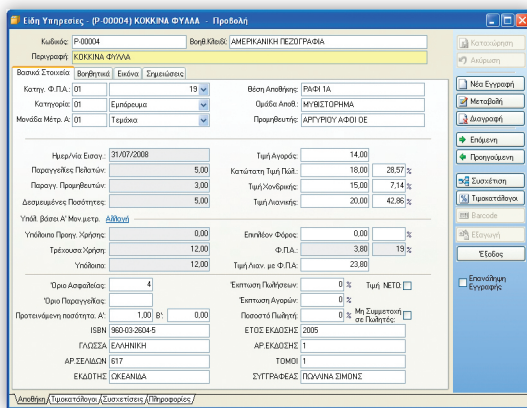 Είδη Υπηρεσίες - (P-00004) ΚΟΚΚΙΝΑ ΦΥΛΛΑ - Προβολή
Κωδικός: P-00004 Βοηθ.Κλειδί: ΑΜΕΡΙΚΑΝΙΚΗ ΠΕΖΟΓΡΑΦΙΑ
Περιγραφή: ΚΟΚΚΙΝΑ ΦΥΛΛΑ
Βασικά Στοιχεία Βοηθητικά Εικόνα Σημειώσεις
Κατηγ. Φ.Π.Α.: 01 19 Θέση Αποθήκης: ΡΑΦΙ 1Α
Κατηγορία: 01 Εμπόρευμα Ομάδα Αποθ.: ΜΥΘΙΣΤΟΡΗΜΑ
Μονάδα Μέτρ. Α: 01 Τεμάχια Προμηθευτής: ΑΡΓΥΡΙΟΥ ΑΦΟΙ ΟΕ
Ημερ/νία Εισαγ.: 31/07/2008 Τιμή Αγοράς: 14,00
Παραγγελίες Πελατών: 5,00 Κατώτατη Τιμή Πώλ.: 18,00 28,57 %
Παραγγ. Προμηθευτών: 3,00 Τιμή Χονδρικής: 15,00 7,14 %
Δεσμευμένες Ποσότητες: 5,00 Τιμή Λιανικής: 20,00 42,86 %
Υπόλ. βάσει Α' Μον.μετρ. Αλλαγή
Υπόλοιπο Προηγ. Χρήσης: 0,00 Επιπλέον Φόρος: 0,00 %
Τρέχουσα Χρήση: 12,00 Φ.Π.Α.: 3,80 19 %
Υπόλοιπο: 12,00 Τιμή Λιαν. με Φ.Π.Α: 23,80
Όριο Ασφαλείας: 4 Έκπτωση Πωλήσεων: 0 % Τιμή NETO:
Όριο Παραγγελίας: Έκπτωση Αγορών: 0 %
Προτεινόμενη ποσότητα. Α': 1,00 Β': 0,00 Ποσοστό Πωλητή: 0 % Μη Συμμετοχή
σε Πωλητές:
ISBN 960-03-2604-5 ΕΤΟΣ ΕΚΔΟΣΗΣ 2005
ΓΛΩΣΣΑ ΕΛΛΗΝΙΚΗ ΑΡ.ΕΚΔΟΣΗΣ 1
ΑΡ.ΣΕΛΙΔΩΝ 617 ΤΟΜΟΙ 1
ΕΚΔΟΤΗΣ ΩΚΕΑΝΙΔΑ ΣΥΓΓΡΑΦΕΑΣ ΠΩΛΛΙΝΑ ΣΙΜΟΝΣ
Αποθήκη Τιμοκατάλογοι Συσχετίσεις Πληροφορίες
Καταχώρηση
Ακύρωση
Νέα Εγγραφή
Μεταβολή
Διαγραφή
Επόμενη
Προηγούμενη
Συσχέτιση
Τιμοκατάλογοι
Barcode
Εξαγωγή
Έξοδος
Επανάληψη
Εγγραφής